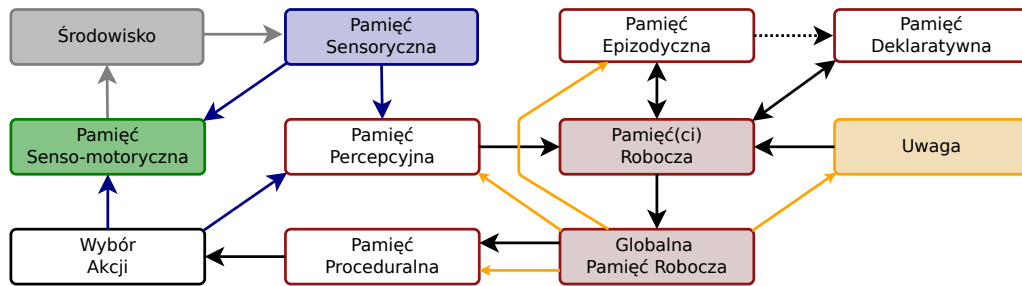 Środowisko
Pamięć
Sensoryczna
Pamięć
Epizodyczna
Pamięć
Deklaratywna
Pamięć
Senso-motoryczna
Pamięć
Percepcyjna
Pamięć(ci)
Robocza
Uwaga
Wybór
Akcji
Pamięć
Proceduralna
Globalna
Pamięć Robocza